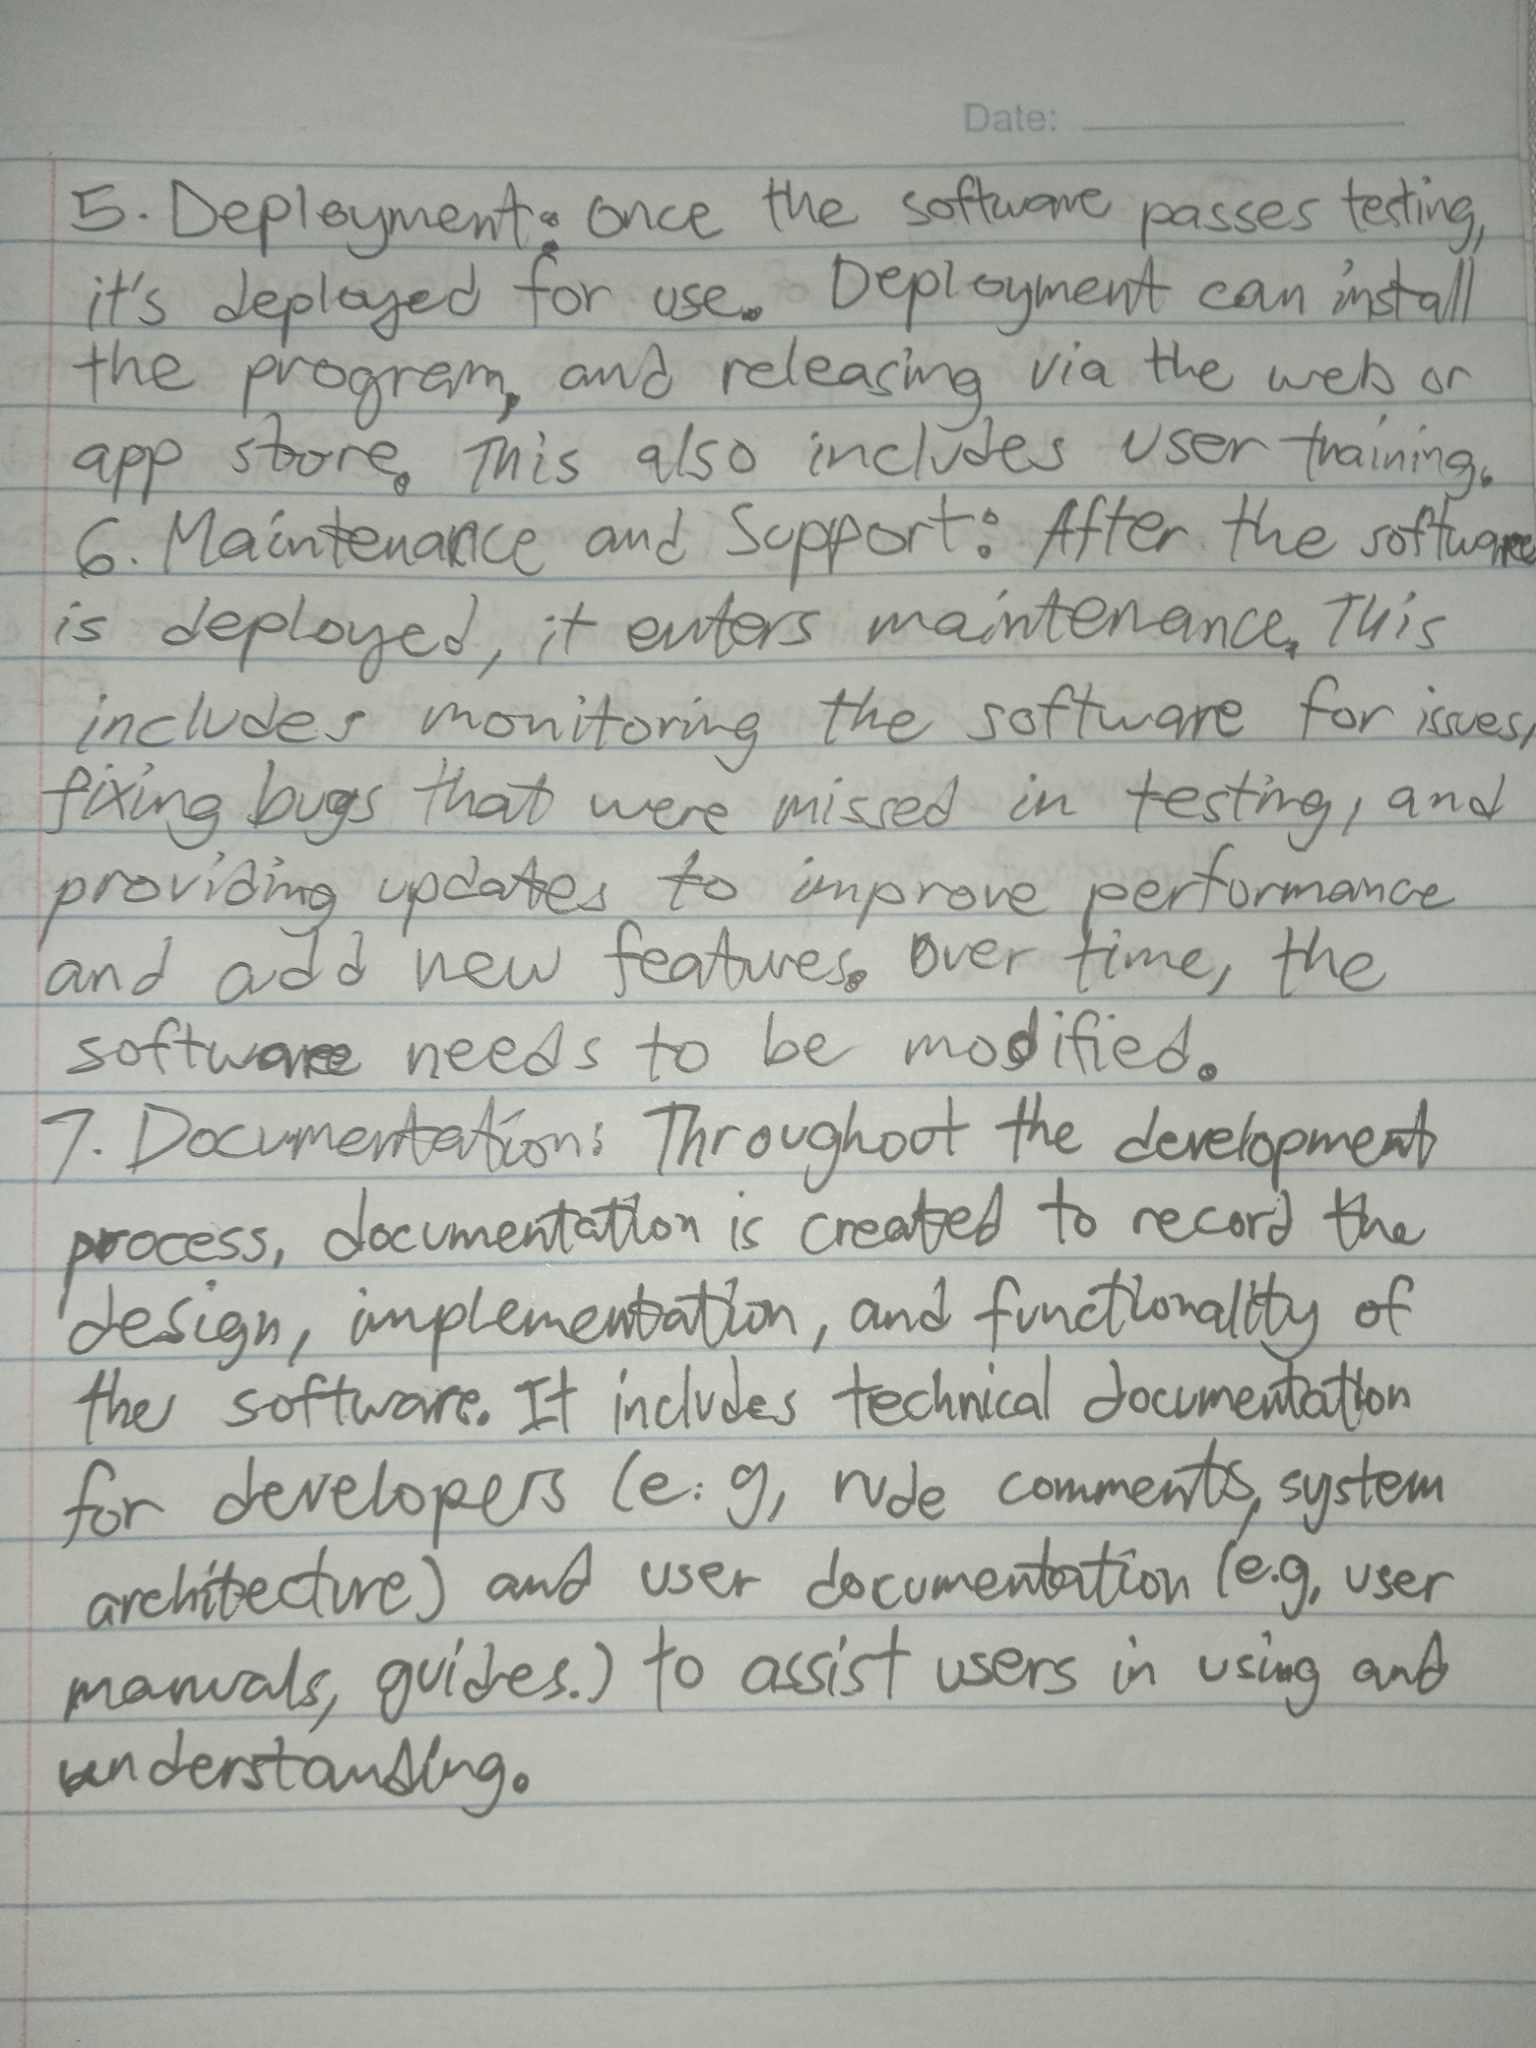 Date:
5. Deployment: once the software passes testing,
it's deployed for use. Deployment can install
the program, and releasing via the web or
app store. This also includes user training.
6. Maintenance and Support: After the software
is deployed, it enters maintenance. This
includes monitoring the software for issues,
fixing bugs that were missed in testing, and
providing updates to improve performance
and add new features. Over time, the
software needs to be modified.
7. Documentation: Throughout the development
process, documentation is created to record the
design, implementation, and functionality of
the software. It includes technical documentation
for developers (e.g, rude comments, system
architecture) and user documentation (e.g, user
manuals, guides.) to assist users in using and
understanding.